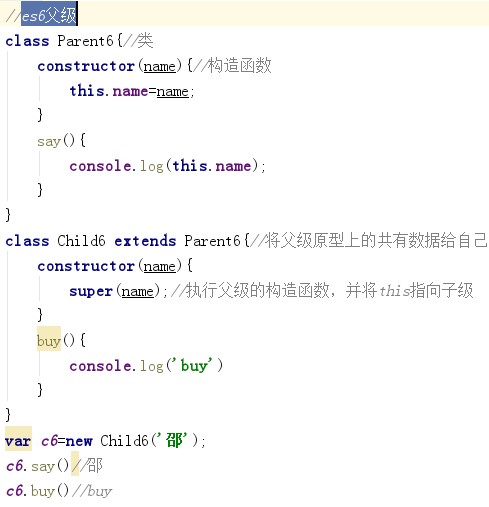 //es6父级
class Parent6{//类
    constructor(name){//构造函数
        this.name=name;
    }
    say(){
        console.log(this.name);
    }
}
class Child6 extends Parent6{//将父级原型上的共有数据给自己
    constructor(name){
        super(name);//执行父级的构造函数，并将this指向子级
    }
    buy(){
        console.log('buy')
    }
}
var c6=new Child6('邵');
c6.say()//邵
c6.buy()//buy